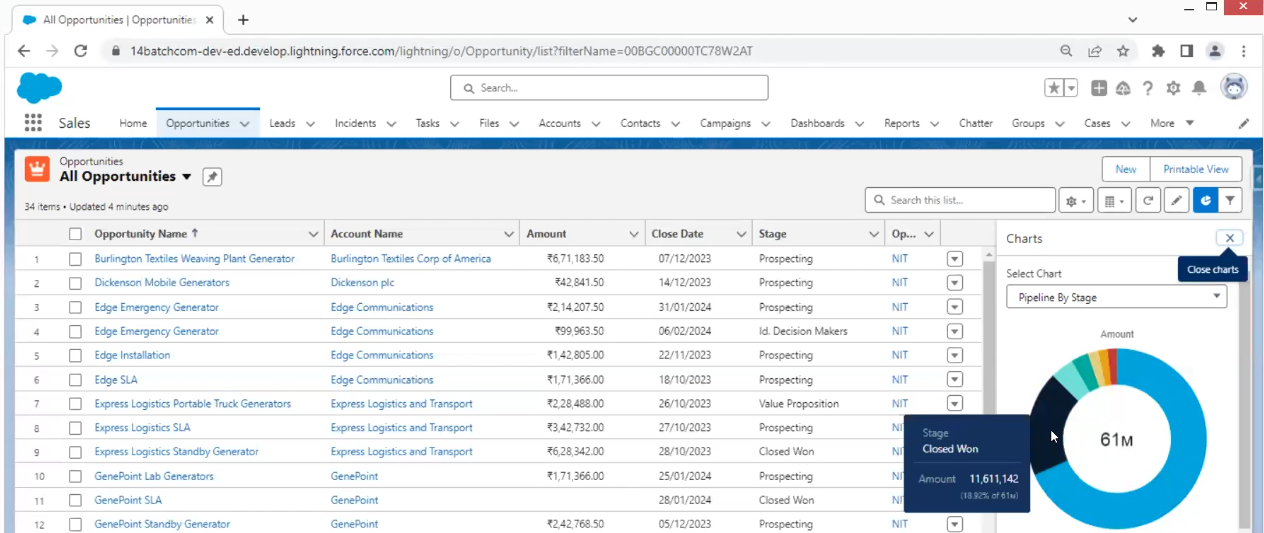 All Opportunities | Opportunities
14batchcom-dev-ed.develop.lightning.force.com/lightning/o/Opportunity/list?filterName=00BGC00000TC78W2AT
Search...
Sales Home Opportunities Leads Incidents Tasks Files Accounts Contacts Campaigns Dashboards Reports Chatter Groups Cases More
Opportunities
All Opportunities
New Printable View
34 items • Updated 4 minutes ago
Search this list...
Opportunity Name ↑ Account Name Amount Close Date Stage Op...
1 Burlington Textiles Weaving Plant Generator Burlington Textiles Corp of America ₹6,71,183.50 07/12/2023 Prospecting NIT
2 Dickenson Mobile Generators Dickenson plc ₹42,841.50 14/12/2023 Prospecting NIT
3 Edge Emergency Generator Edge Communications ₹2,14,207.50 31/01/2024 Prospecting NIT
4 Edge Emergency Generator Edge Communications ₹99,963.50 06/02/2024 Id. Decision Makers NIT
5 Edge Installation Edge Communications ₹1,42,805.00 22/11/2023 Prospecting NIT
6 Edge SLA Edge Communications ₹1,71,366.00 18/10/2023 Prospecting NIT
7 Express Logistics Portable Truck Generators Express Logistics and Transport ₹2,28,488.00 26/10/2023 Value Proposition NIT
8 Express Logistics SLA Express Logistics and Transport ₹3,42,732.00 27/10/2023 Prospecting NIT
9 Express Logistics Standby Generator Express Logistics and Transport ₹6,28,342.00 28/10/2023 Closed Won NIT
10 GenePoint Lab Generators GenePoint ₹1,71,366.00 25/01/2024 Prospecting NIT
11 GenePoint SLA GenePoint 28/01/2024 Closed Won NIT
12 GenePoint Standby Generator GenePoint ₹2,42,768.50 05/12/2023 Prospecting NIT
Charts
Close charts
Select Chart
Pipeline By Stage
Amount
61M
Stage
Closed Won
Amount 11,611,142
(18.92% of 61M)